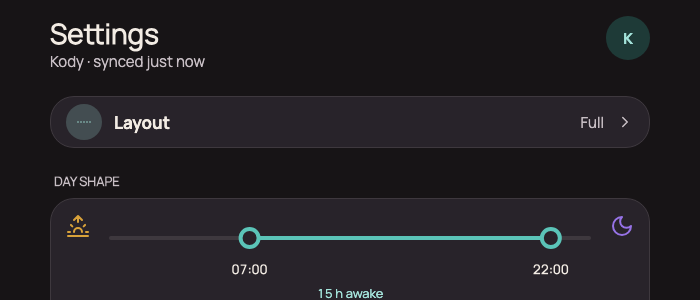 Settings
K
Kody · synced just now
Layout
Full
DAY SHAPE
07:00
22:00
15 h awake